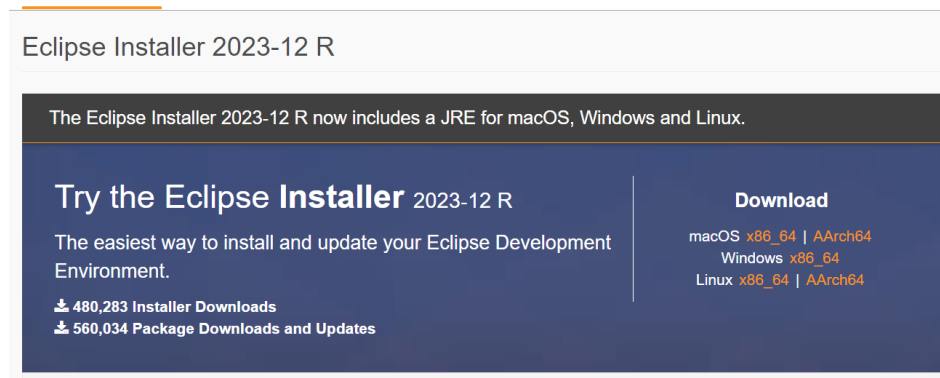 Eclipse Installer 2023-12 R
The Eclipse Installer 2023-12 R now includes a JRE for macOS, Windows and Linux.
Try the Eclipse Installer 2023-12 R
The easiest way to install and update your Eclipse Development
Environment.
480,283 Installer Downloads
560,034 Package Downloads and Updates
Download
macOS x86_64 | AArch64
Windows x86_64
Linux x86_64 | AArch64